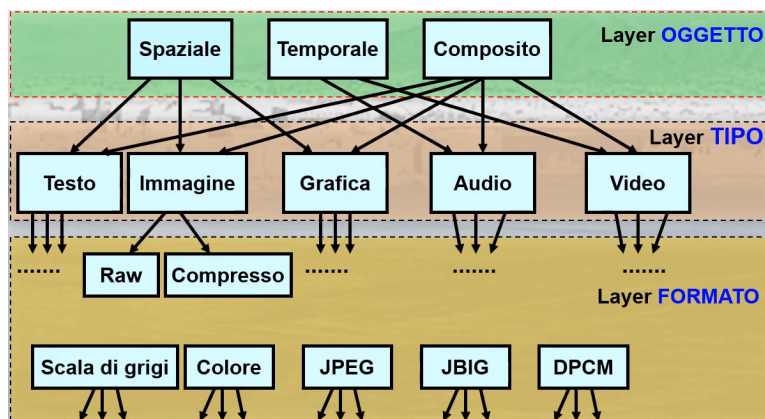 Spaziale
Temporale
Composito
Layer OGGETTO
Layer TIPO
Testo
Immagine
Grafica
Audio
Video
.......
Raw
Compresso
.......
.......
.......
Layer FORMATO
Scala di grigi
Colore
JPEG
JBIG
DPCM